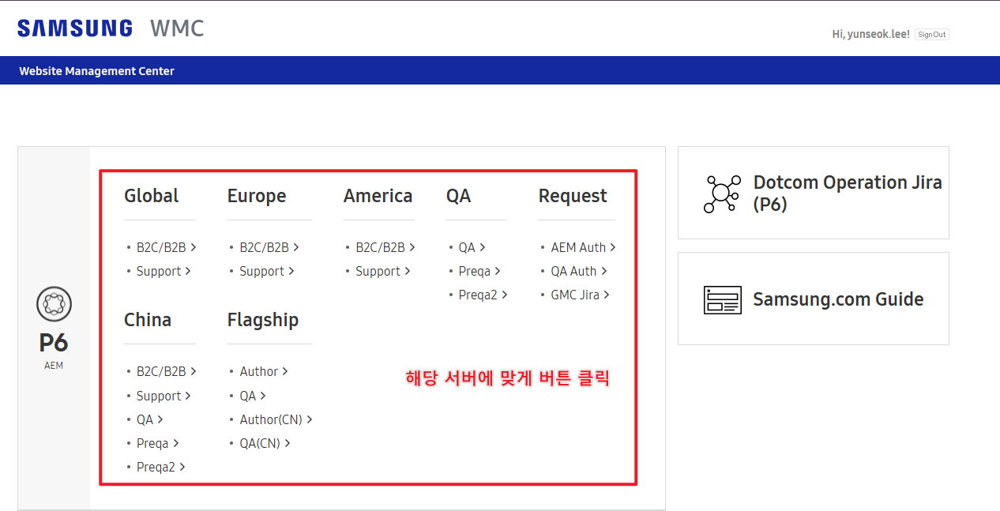 SAMSUNG WMC
Hi, yunseok.lee! Sign Out
Website Management Center
P6
AEM
Global
B2C/B2B
Support
Europe
B2C/B2B
Support
America
B2C/B2B
Support
QA
QA
Preqa
Preqa2
Request
AEM Auth
QA Auth
GMC Jira
China
B2C/B2B
Support
QA
Preqa
Preqa2
Flagship
Author
QA
Author(CN)
QA(CN)
해당 서버에 맞게 버튼 클릭
Dotcom Operation Jira
(P6)
Samsung.com Guide